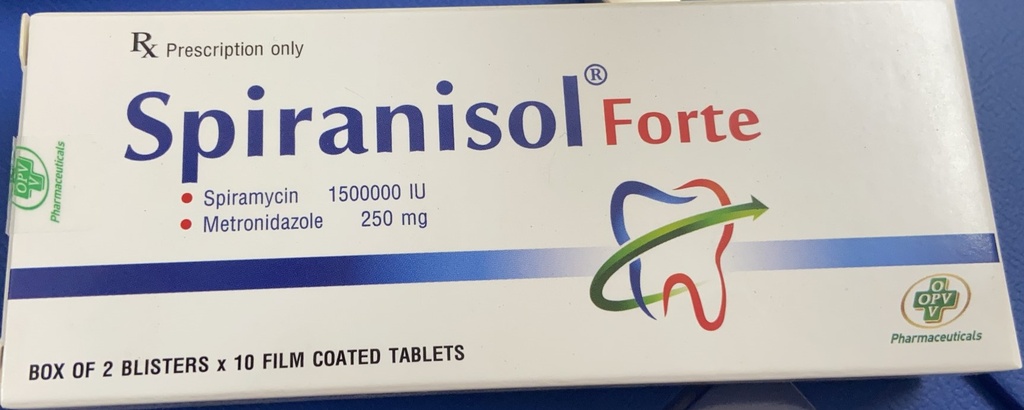 Rx Prescription only
Spiranisol® Forte
• Spiramycin 1500000 IU
• Metronidazole 250 mg
OPV
Pharmaceuticals
OPV
Pharmaceuticals
BOX OF 2 BLISTERS x 10 FILM COATED TABLETS